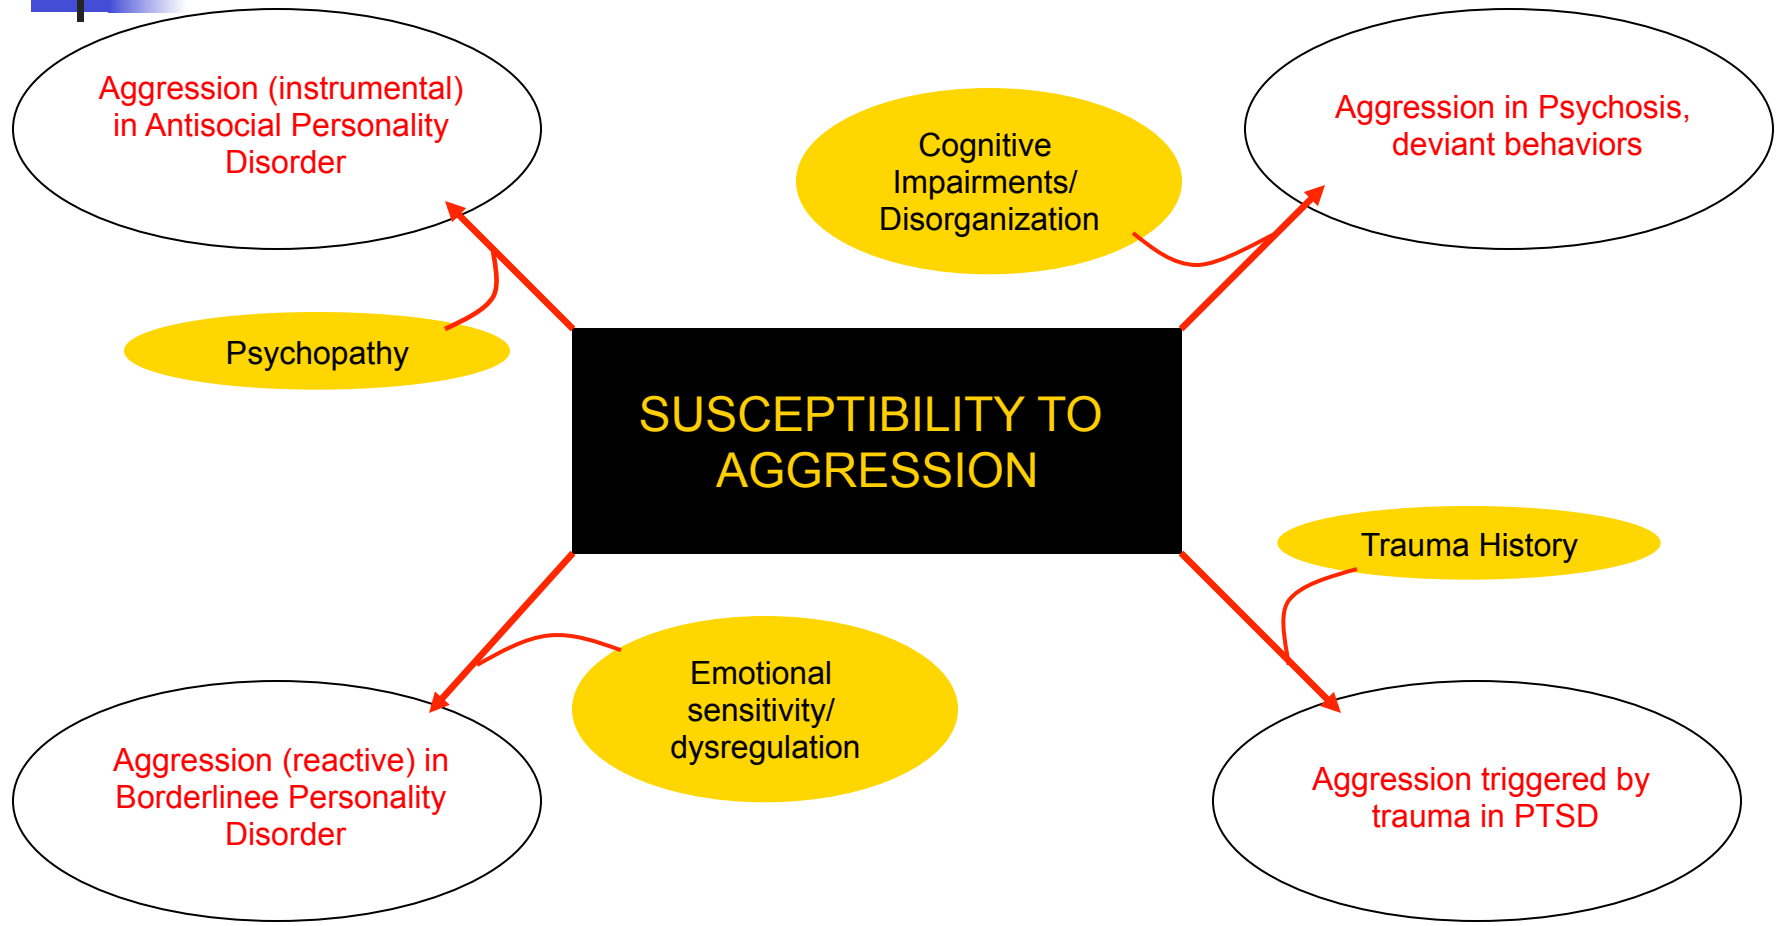 Aggression (instrumental)
in Antisocial Personality
Disorder
Cognitive
Impairments/
Disorganization
Aggression in Psychosis,
deviant behaviors
Psychopathy
SUSCEPTIBILITY TO
AGGRESSION
Trauma History
Emotional
sensitivity/
dysregulation
Aggression (reactive) in
Borderlinee Personality
Disorder
Aggression triggered by
trauma in PTSD